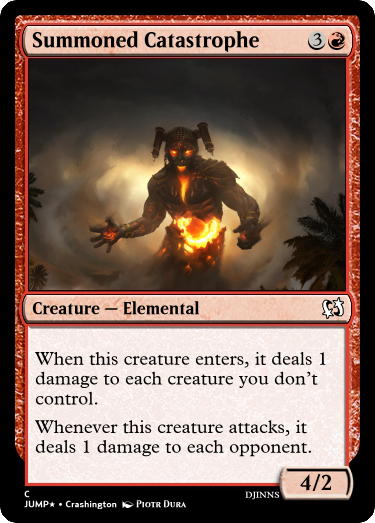 Summoned Catastrophe 3
Creature — Elemental
When this creature enters, it deals 1
damage to each creature you don't
control.
Whenever this creature attacks, it
deals 1 damage to each opponent.
4/2
C
JUMP★ • Crashington Piotr Dura
DJINNS